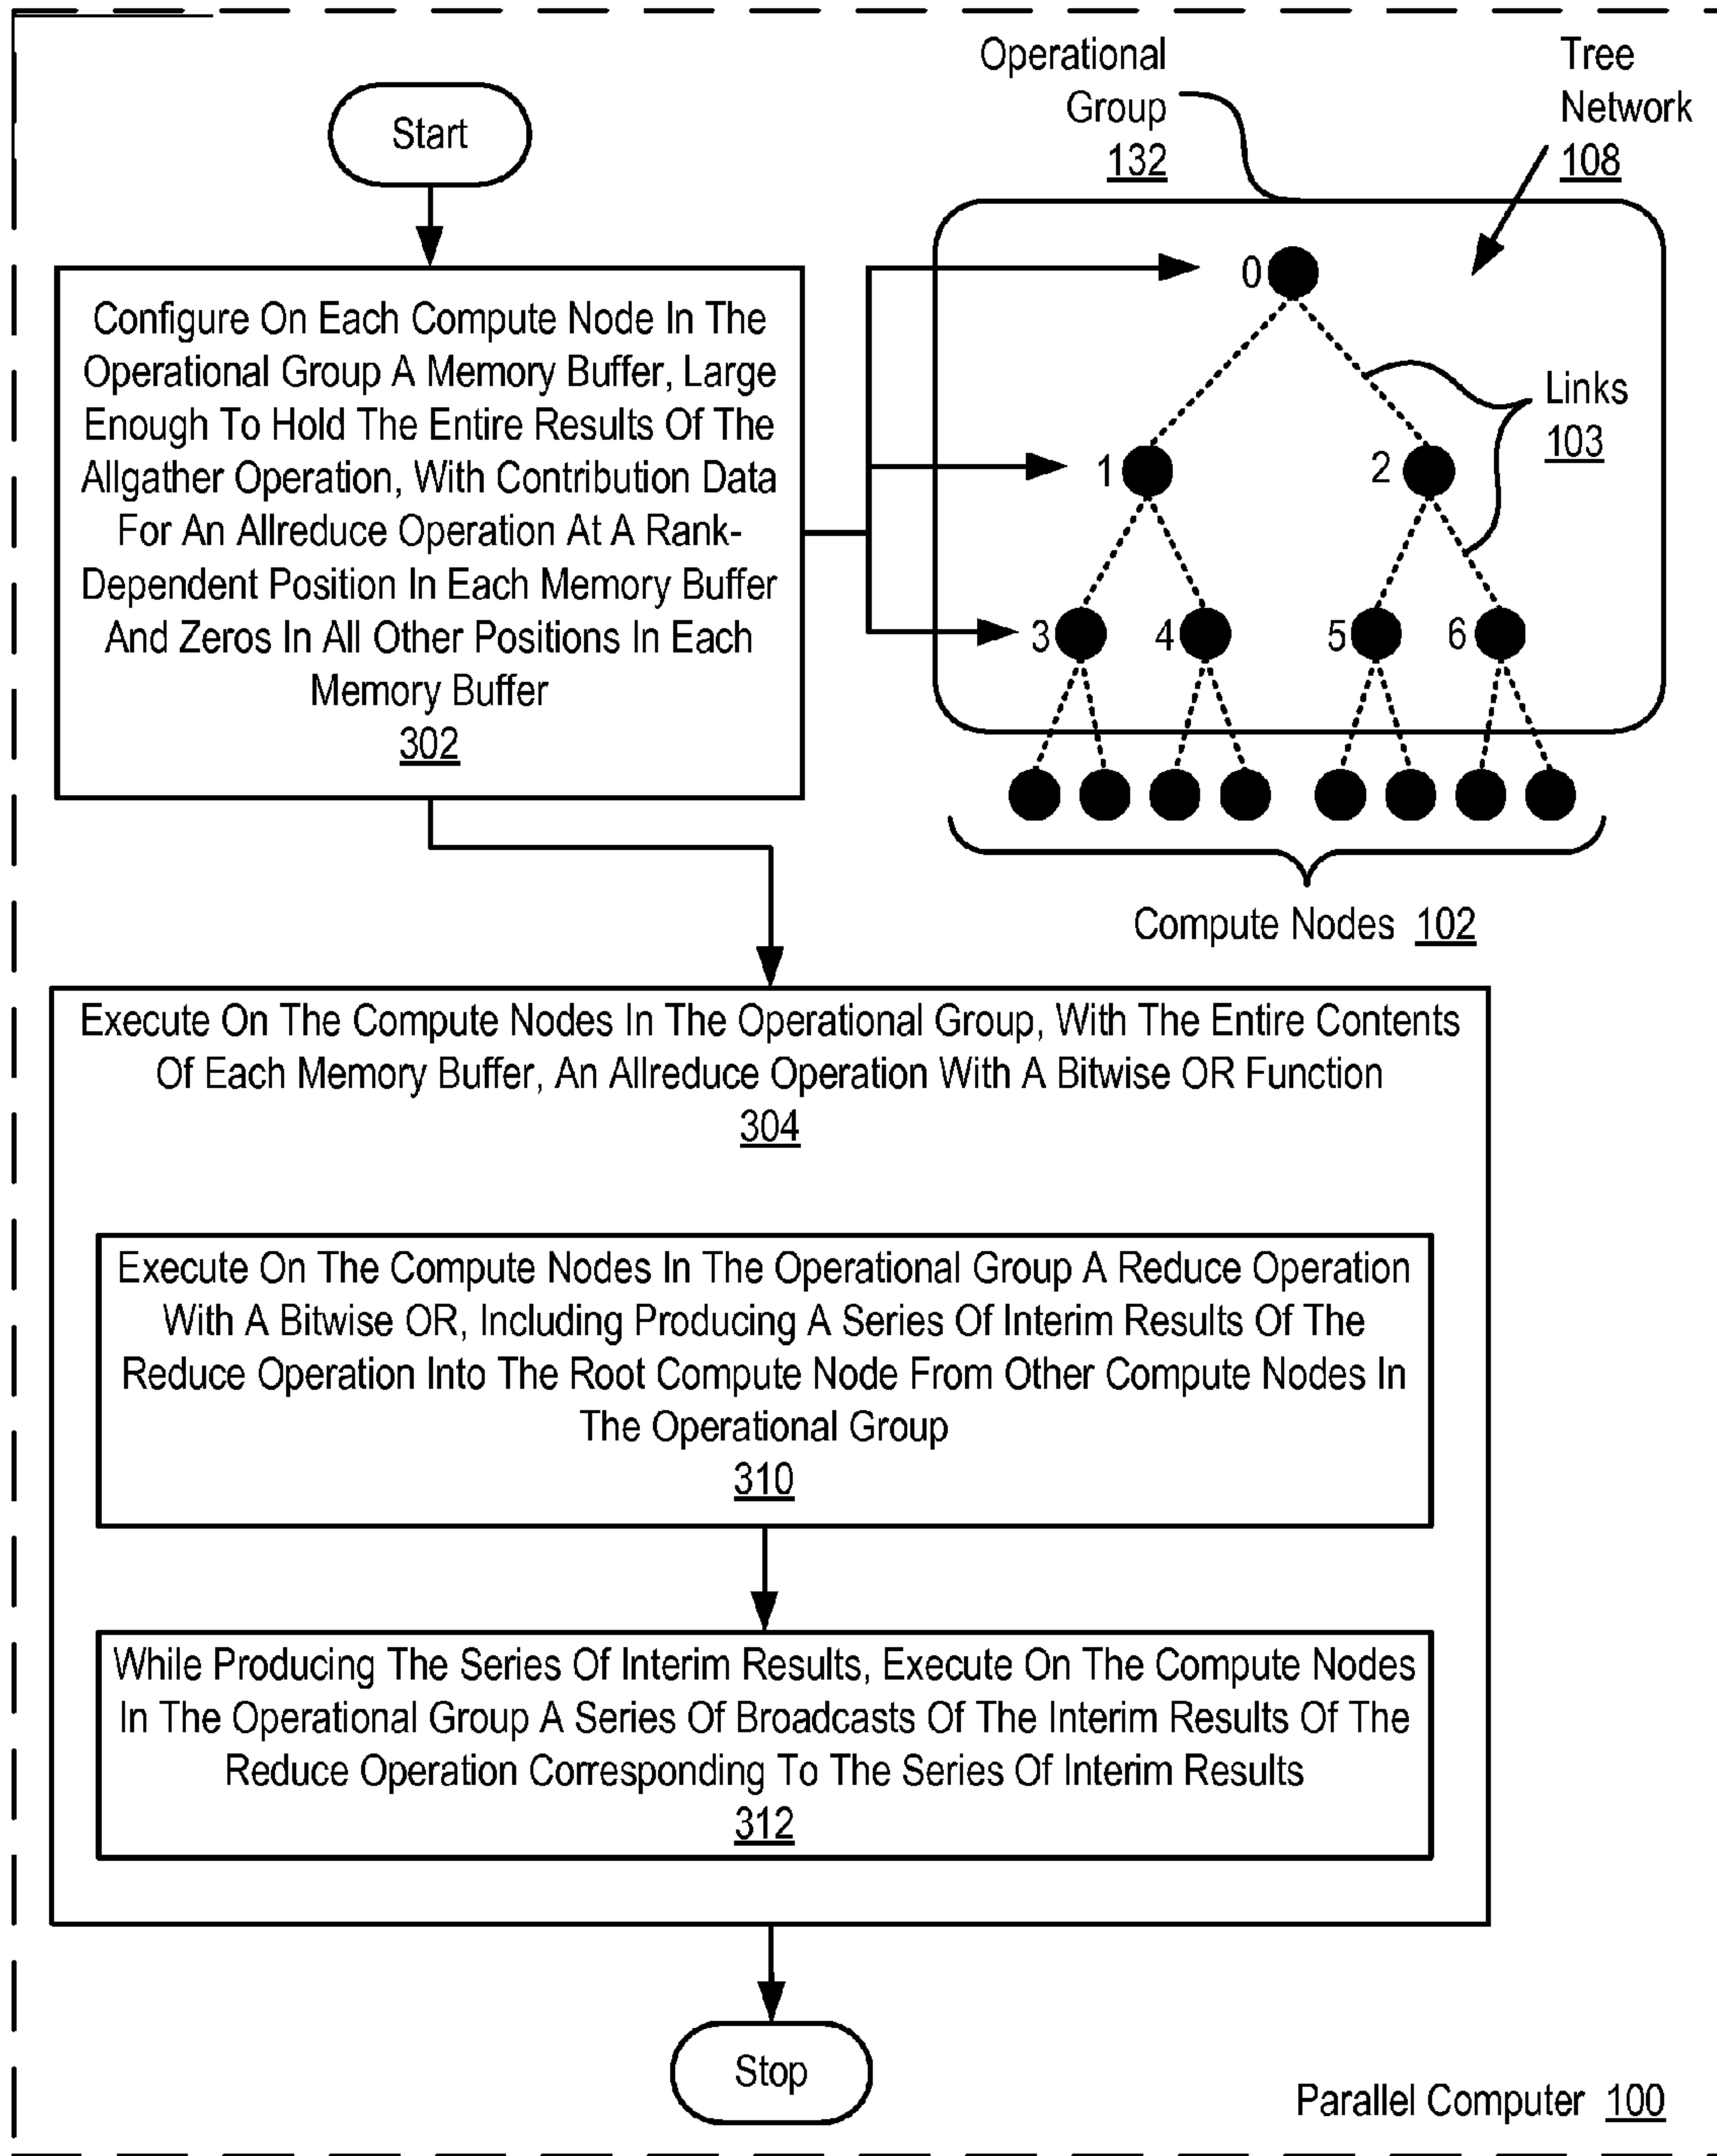 Start
Configure On Each Compute Node In The
Operational Group A Memory Buffer, Large
Enough To Hold The Entire Results Of The
Allgather Operation, With Contribution Data
For An Allreduce Operation At A Rank-
Dependent Position In Each Memory Buffer
And Zeros In All Other Positions In Each
Memory Buffer
302
Operational
Group
132
Tree
Network
108
0
1
2
3
4
5
6
Links
103
Compute Nodes 102
Execute On The Compute Nodes In The Operational Group, With The Entire Contents
Of Each Memory Buffer, An Allreduce Operation With A Bitwise OR Function
304
Execute On The Compute Nodes In The Operational Group A Reduce Operation
With A Bitwise OR, Including Producing A Series Of Interim Results Of The
Reduce Operation Into The Root Compute Node From Other Compute Nodes In
The Operational Group
310
While Producing The Series Of Interim Results, Execute On The Compute Nodes
In The Operational Group A Series Of Broadcasts Of The Interim Results Of The
Reduce Operation Corresponding To The Series Of Interim Results
312
Stop
Parallel Computer 100